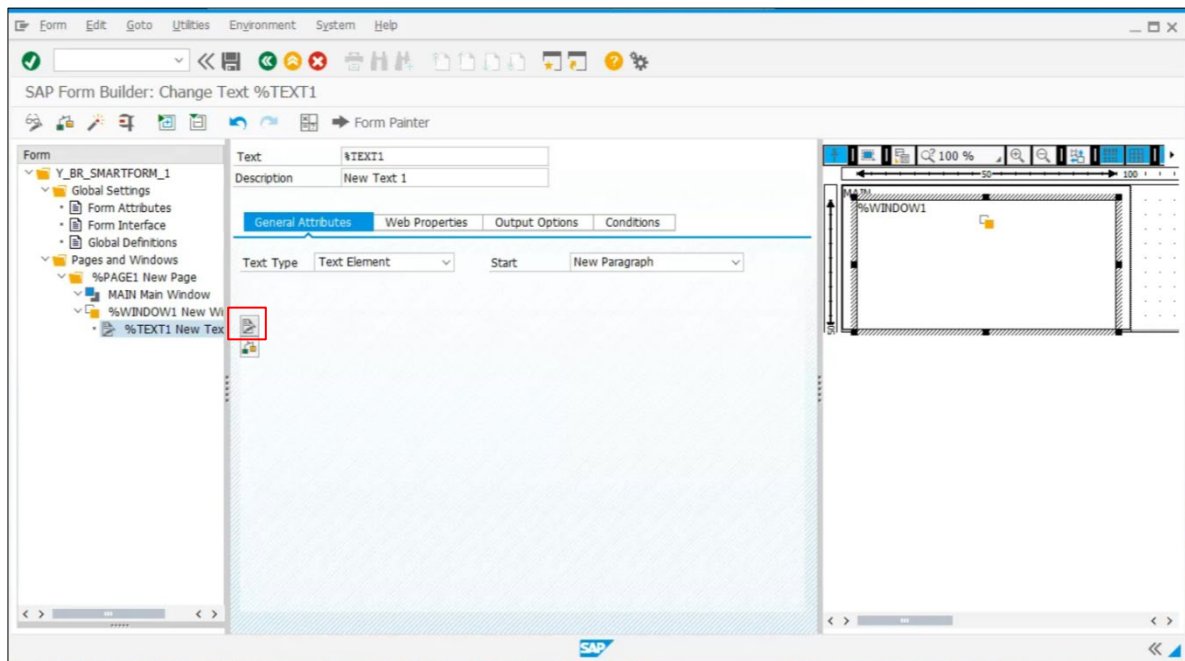 Form Edit Goto Utilities Environment System Help
SAP Form Builder: Change Text %TEXT1
Form Painter
Form
Y_BR_SMARTFORM_1
Global Settings
Form Attributes
Form Interface
Global Definitions
Pages and Windows
%PAGE1 New Page
MAIN Main Window
%WINDOW1 New Wi
%TEXT1 New Tex
Text %TEXT1
Description New Text 1
General Attributes Web Properties Output Options Conditions
Text Type Text Element Start New Paragraph
100 %
50 100
MAIN
%WINDOW1
50
SAP